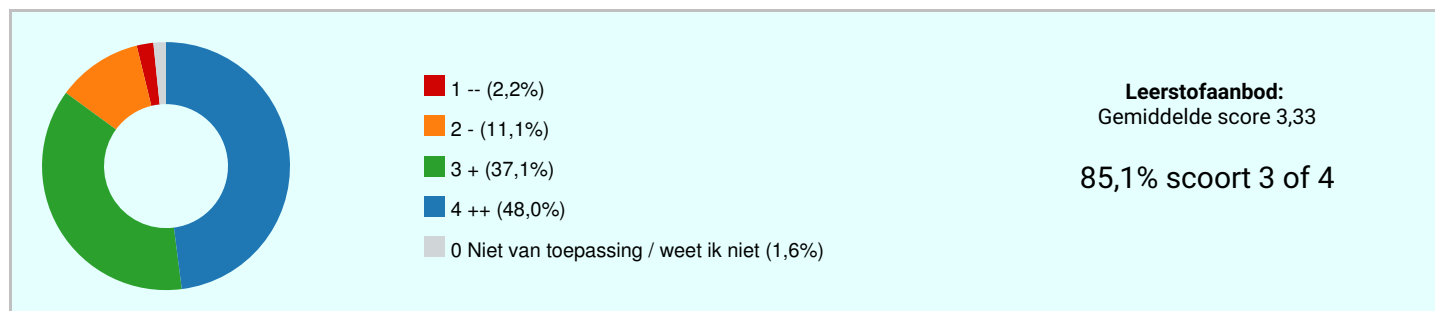 1 -- (2,2%)
2 - (11,1%)
3 + (37,1%)
4 ++ (48,0%)
0 Niet van toepassing / weet ik niet (1,6%)
Leerstofaanbod:
Gemiddelde score 3,33
85,1% scoort 3 of 4